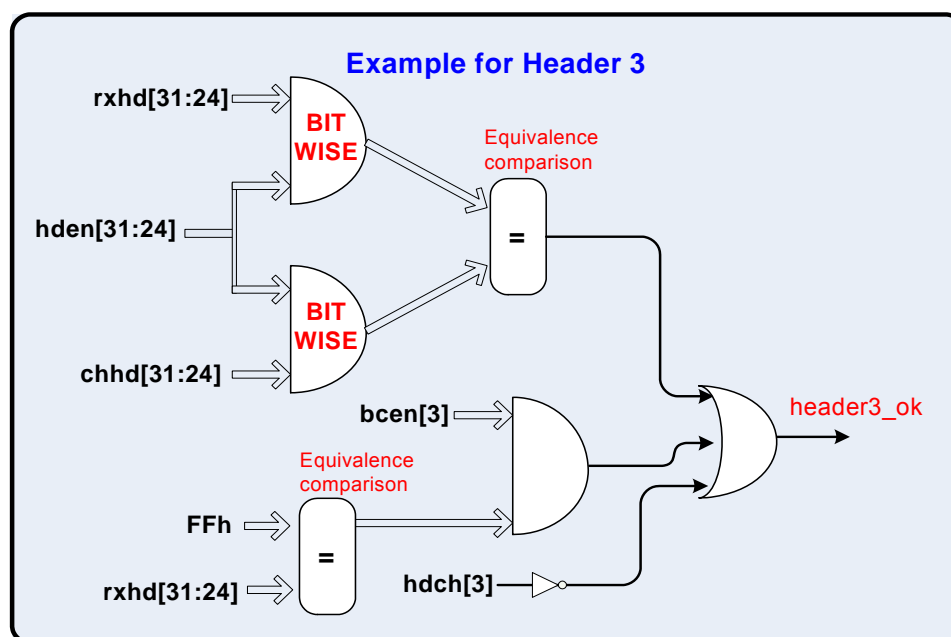 Example for Header 3
rxhd[31:24]
BIT
WISE
Equivalence
comparison
hden[31:24]
=
BIT
WISE
chhd[31:24]
bcen[3]
header3_ok
Equivalence
comparison
FFh
=
rxhd[31:24]
hdch[3]